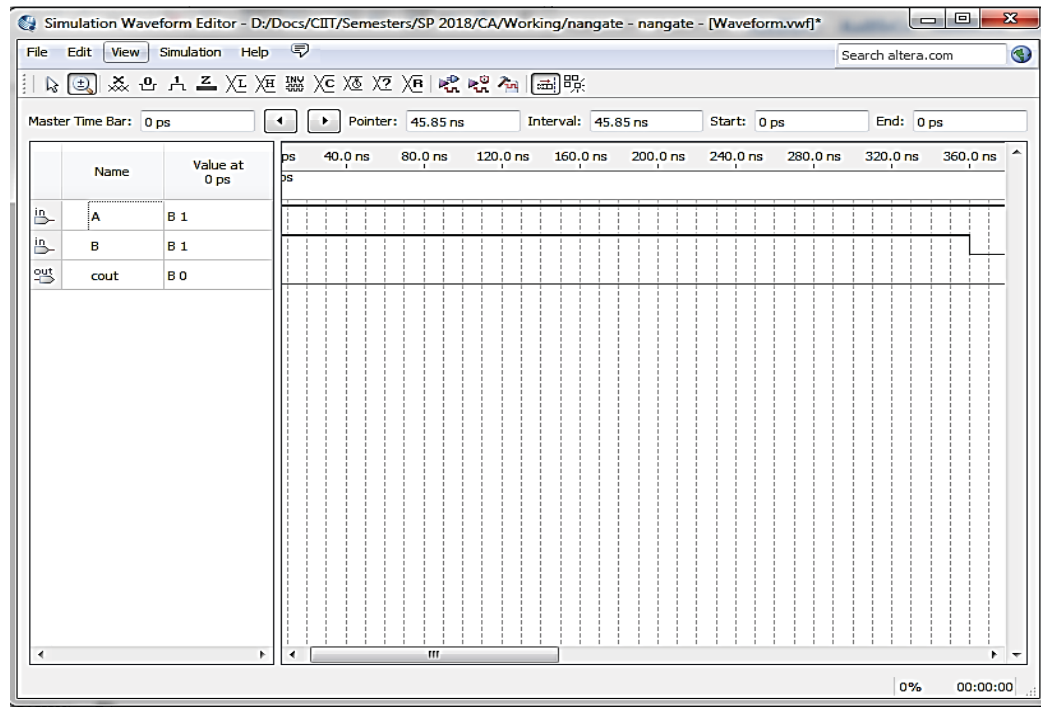 Simulation Waveform Editor - D:/Docs/CIIT/Semesters/SP 2018/CA/Working/nangate - nangate - [Waveform.vwf]*
File Edit View Simulation Help Search altera.com
Master Time Bar: 0 ps Pointer: 45.85 ns Interval: 45.85 ns Start: 0 ps End: 0 ps
Name Value at 0 ps
ps 40.0 ns 80.0 ns 120.0 ns 160.0 ns 200.0 ns 240.0 ns 280.0 ns 320.0 ns 360.0 ns
ps
in A B 1
in B B 1
out cout B 0
0% 00:00:00